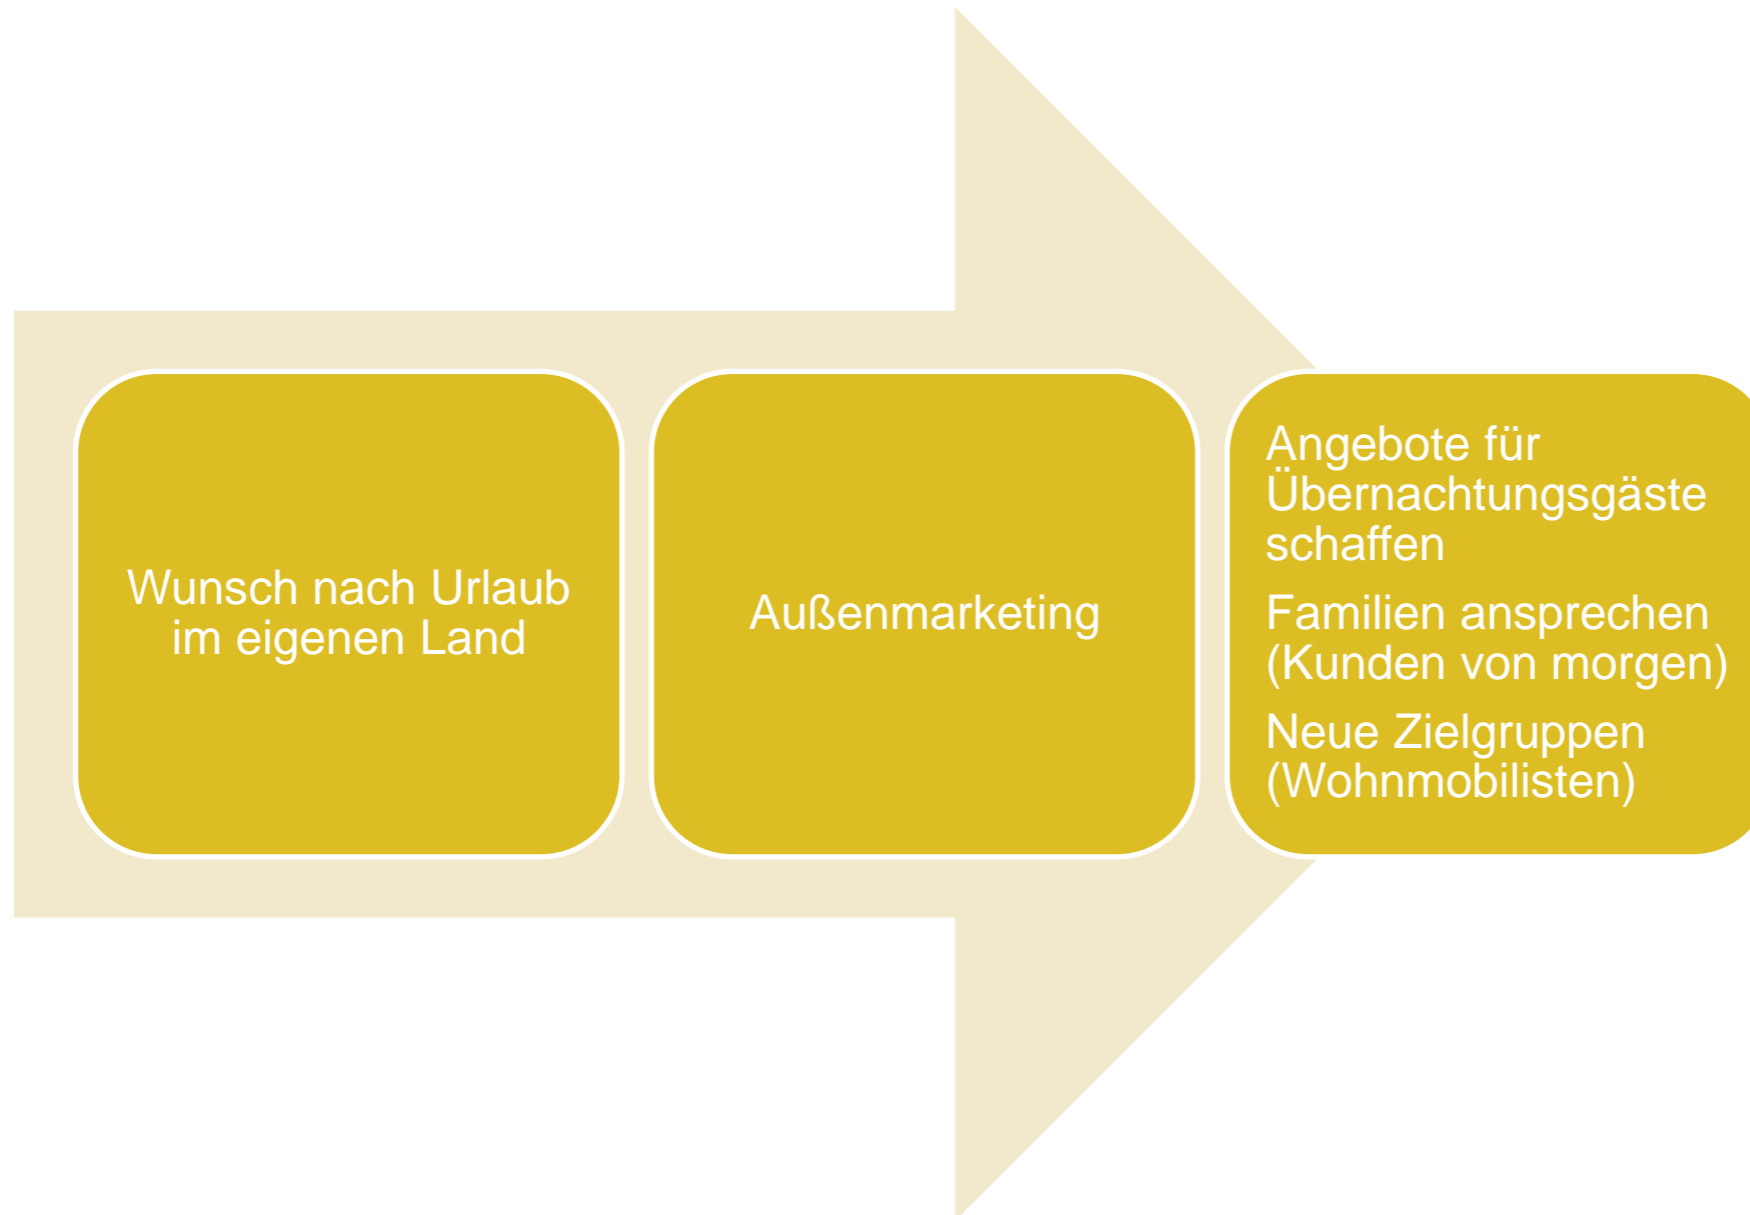 Wunsch nach Urlaub
im eigenen Land
Außenmarketing
Angebote für
Übernachtungsgäste
schaffen
Familien ansprechen
(Kunden von morgen)
Neue Zielgruppen
(Wohnmobilisten)